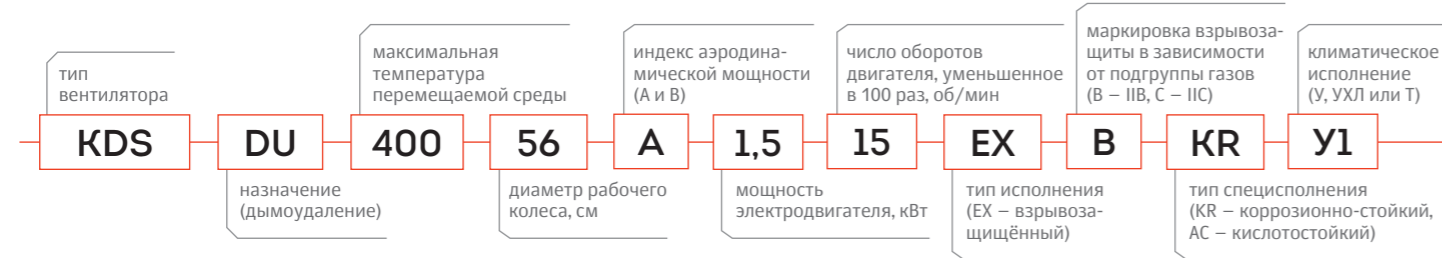 тип
вентилятора
максимальная
температура
перемещаемой среды
индекс аэродина-
мической мощности
(А и В)
число оборотов
двигателя, уменьшенное
в 100 раз, об/мин
маркировка взрывоза-
щиты в зависимости
от подгруппы газов
(В – IIB, С – IIC)
климатическое
исполнение
(У, УХЛ или Т)
KDS
DU
400
56
A
1,5
15
EX
B
KR
У1
назначение
(дымоудаление)
диаметр рабочего
колеса, см
мощность
электродвигателя, кВт
тип исполнения
(EX – взрывоза-
щищённый)
тип специсполнения
(KR – коррозионно-стойкий,
AC – кислотостойкий)